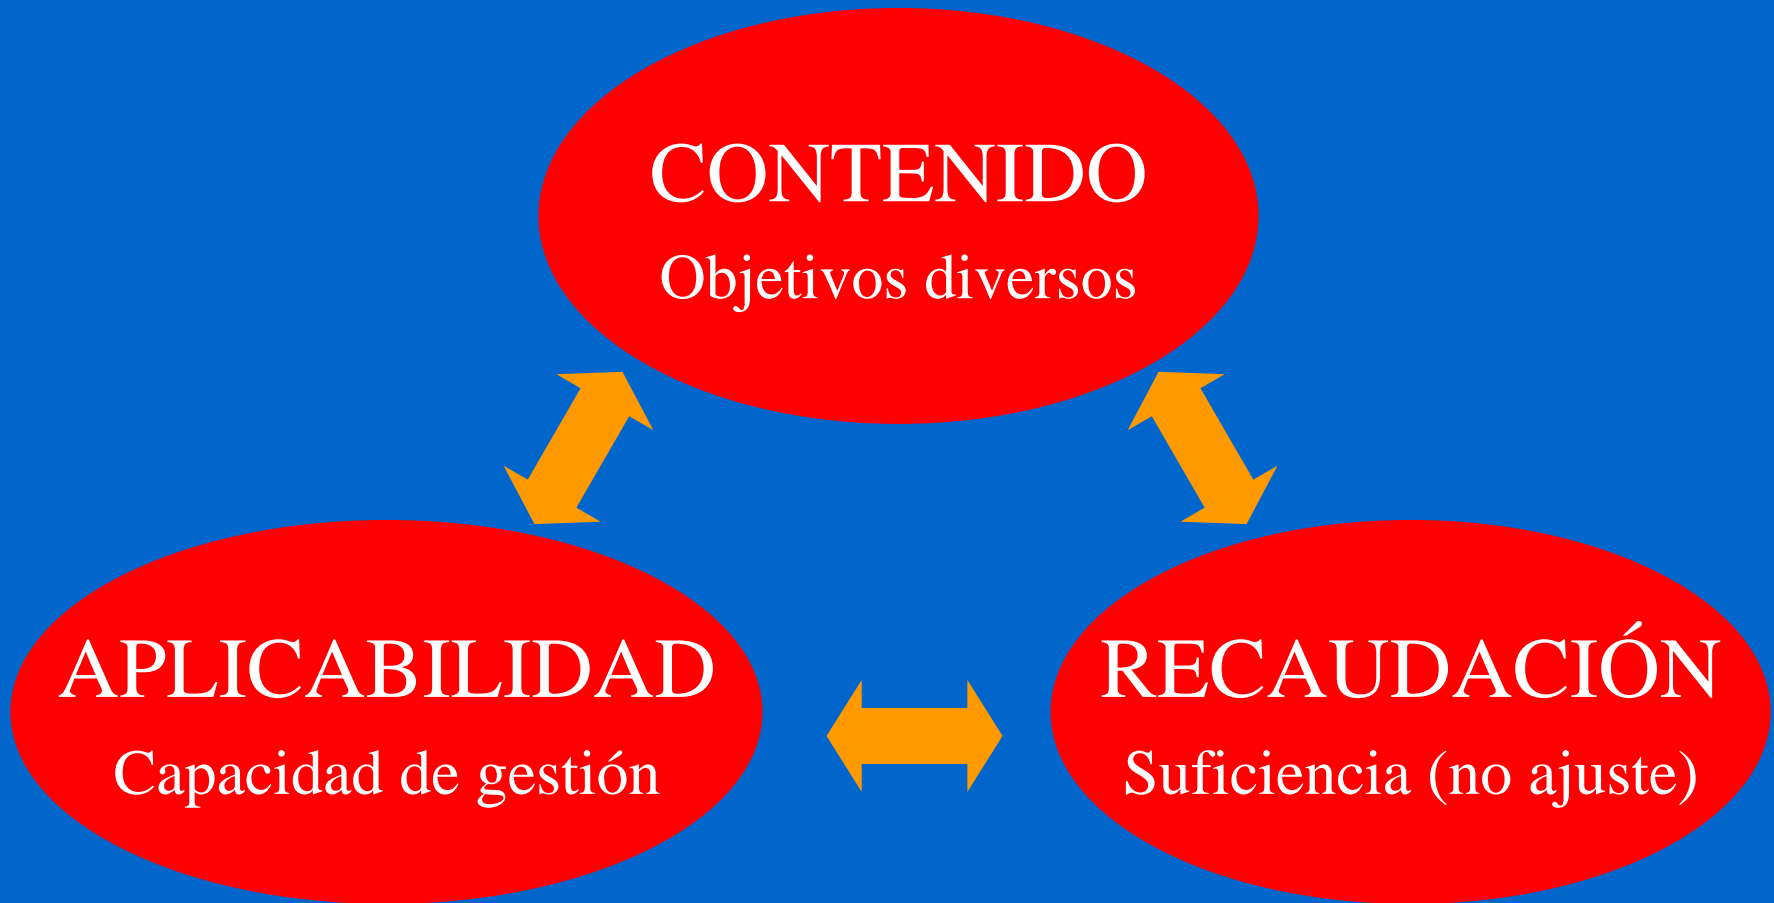 CONTENIDO
Objetivos diversos
APLICABILIDAD
Capacidad de gestión
RECAUDACIÓN
Suficiencia (no ajuste)